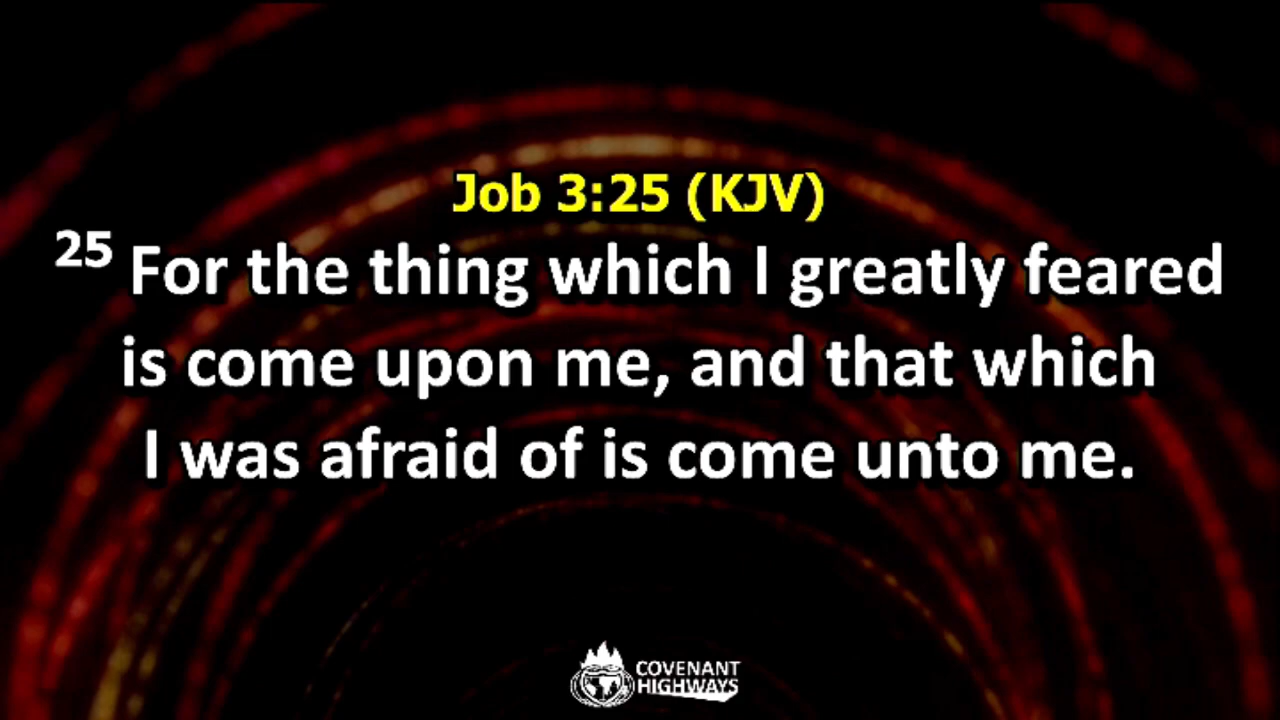 Job 3:25 (KJV)
25 For the thing which I greatly feared
is come upon me, and that which
I was afraid of is come unto me.
COVENANT
HIGHWAYS